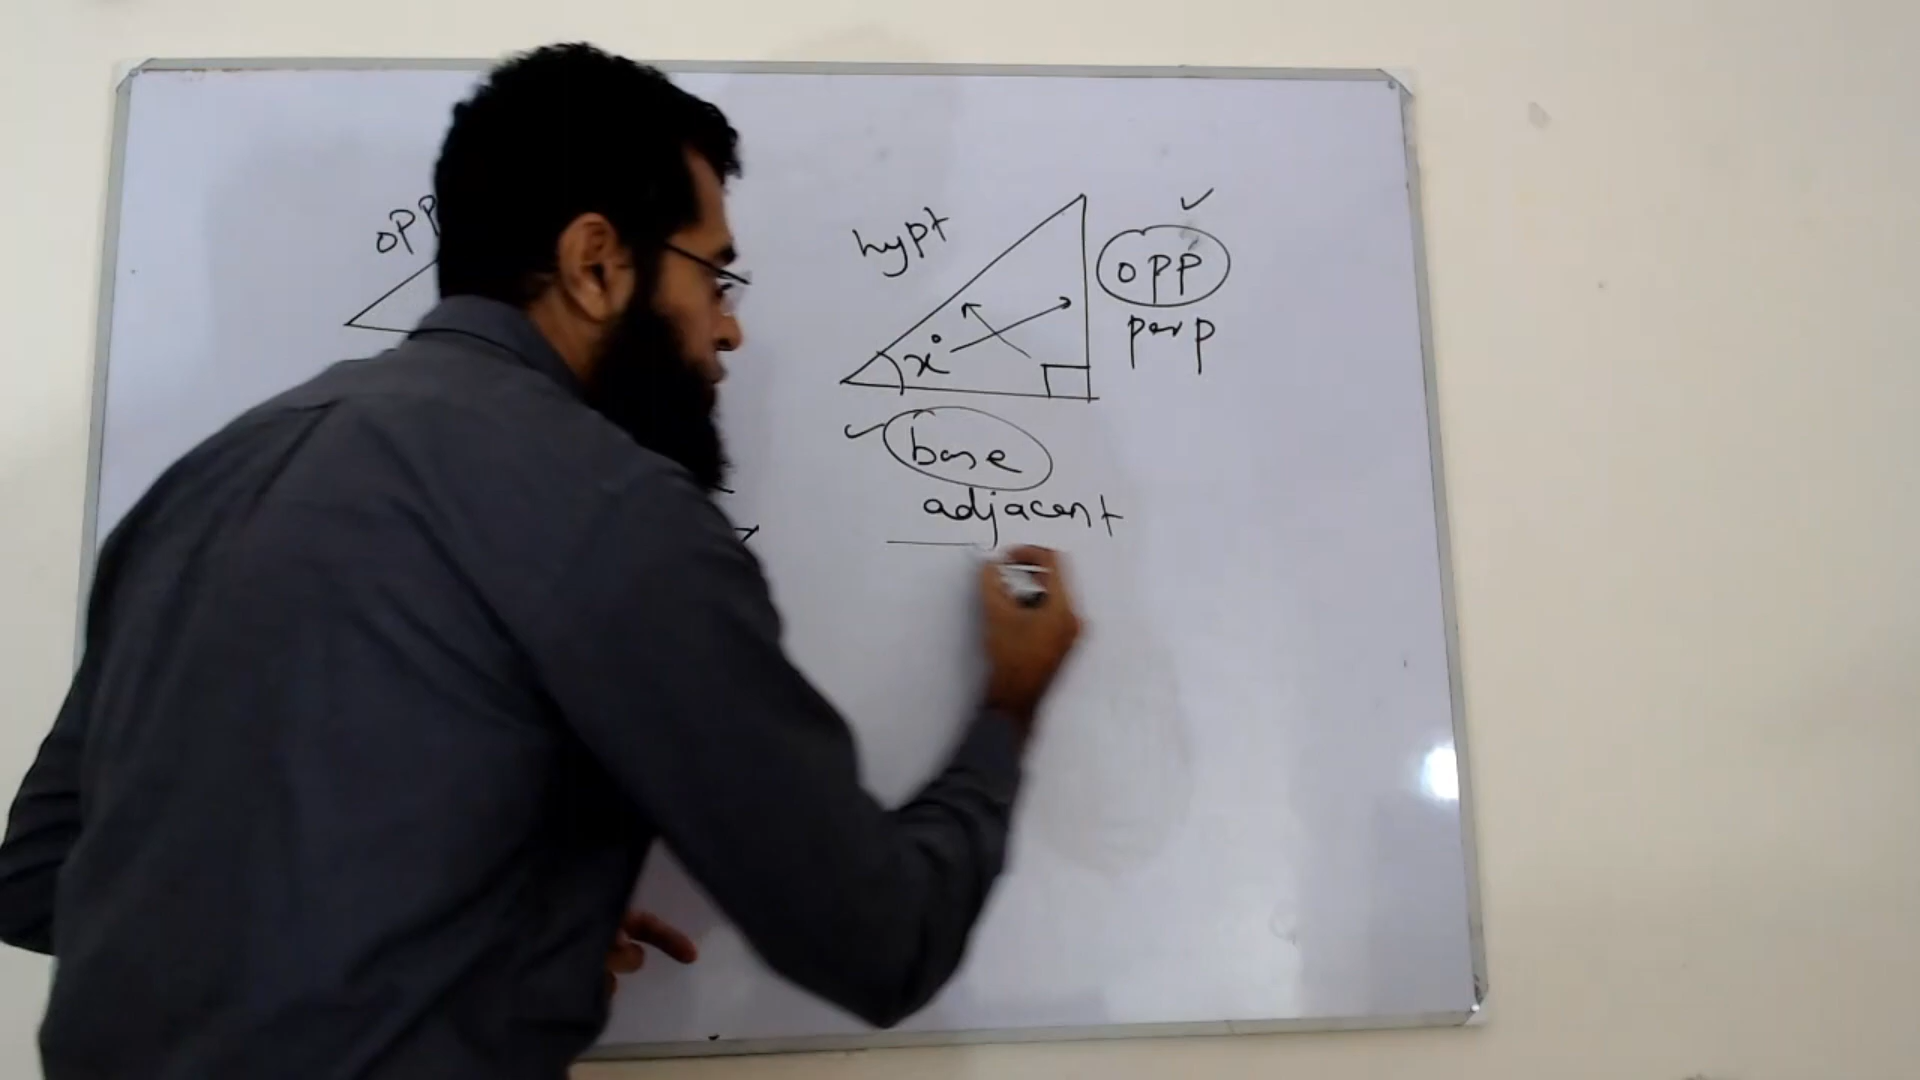 opp
hypt
opp
perp
x°
base
adjacent